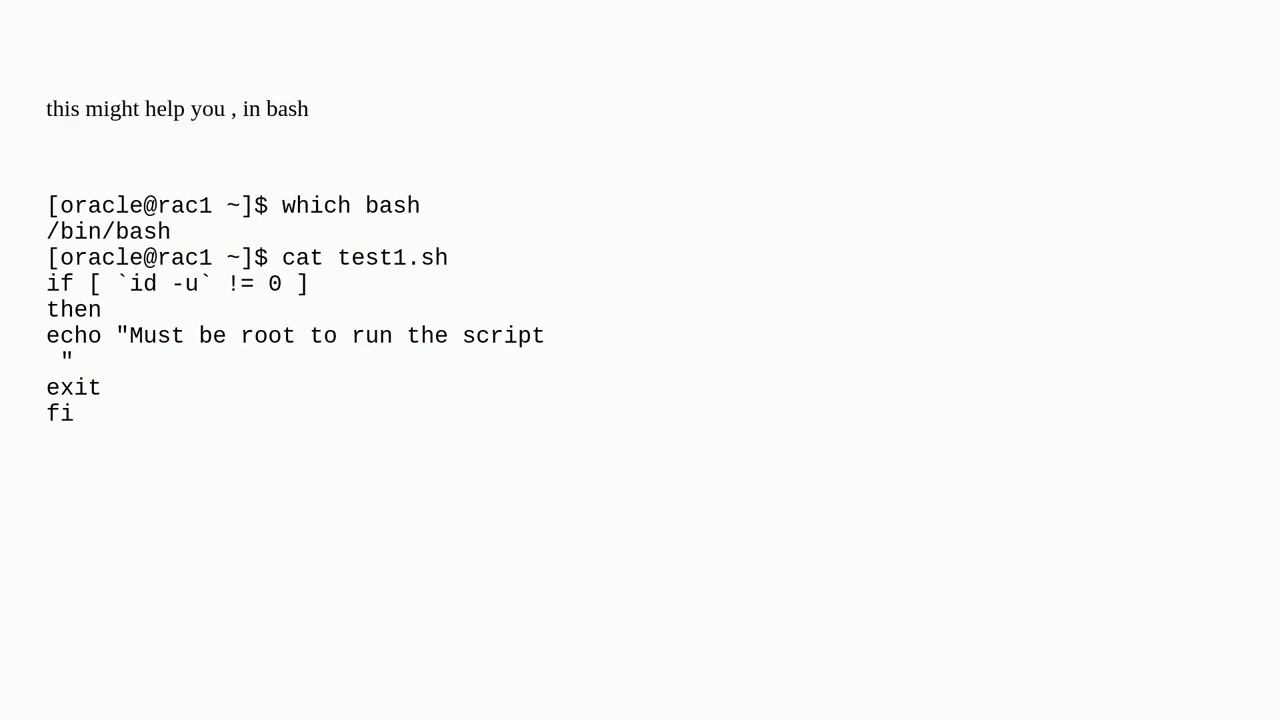 this might help you , in bash
[oracle@rac1 ~]$ which bash
/bin/bash
[oracle@rac1 ~]$ cat test1.sh
if [ `id -u` != 0 ]
then
echo "Must be root to run the script
 "
exit
fi